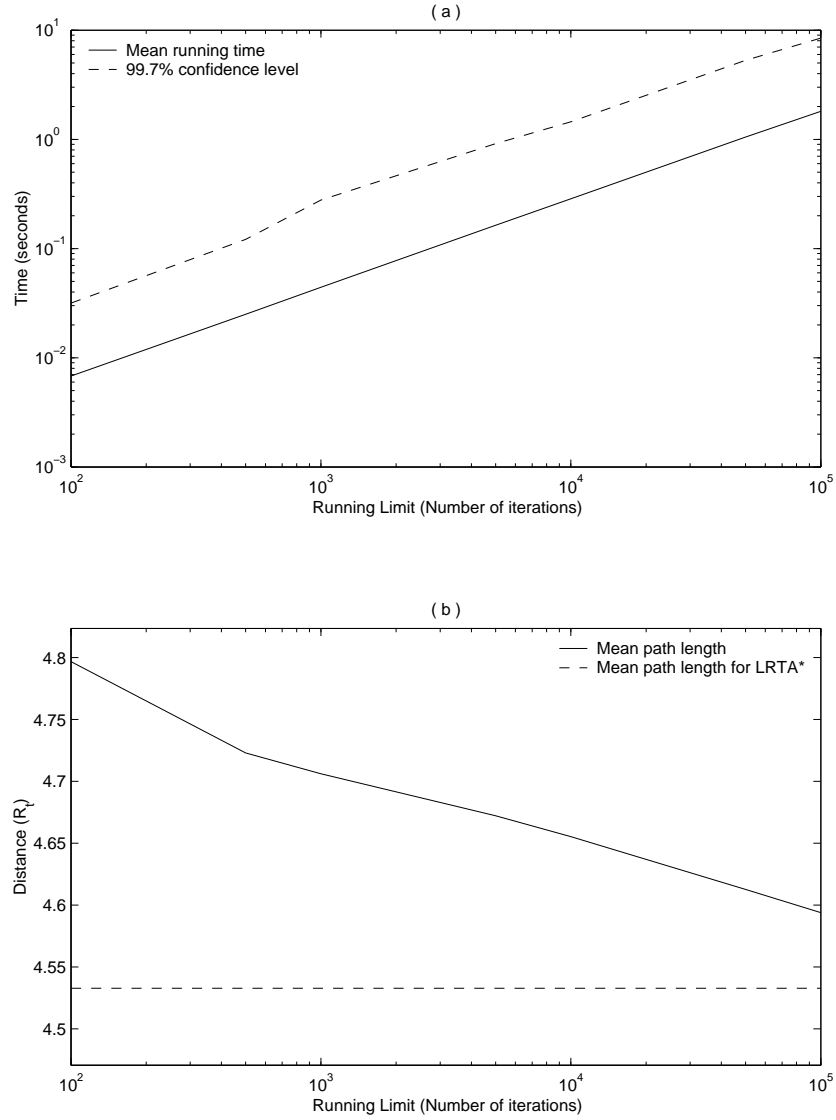 ( a )
10^1
10^0
10^−1
10^−2
10^−3
Time (seconds)
Mean running time
99.7% confidence level
10^2
10^3
10^4
10^5
Running Limit (Number of iterations)
( b )
4.8
4.75
4.7
4.65
4.6
4.55
4.5
Distance (R_t)
Mean path length
Mean path length for LRTA*
10^2
10^3
10^4
10^5
Running Limit (Number of iterations)